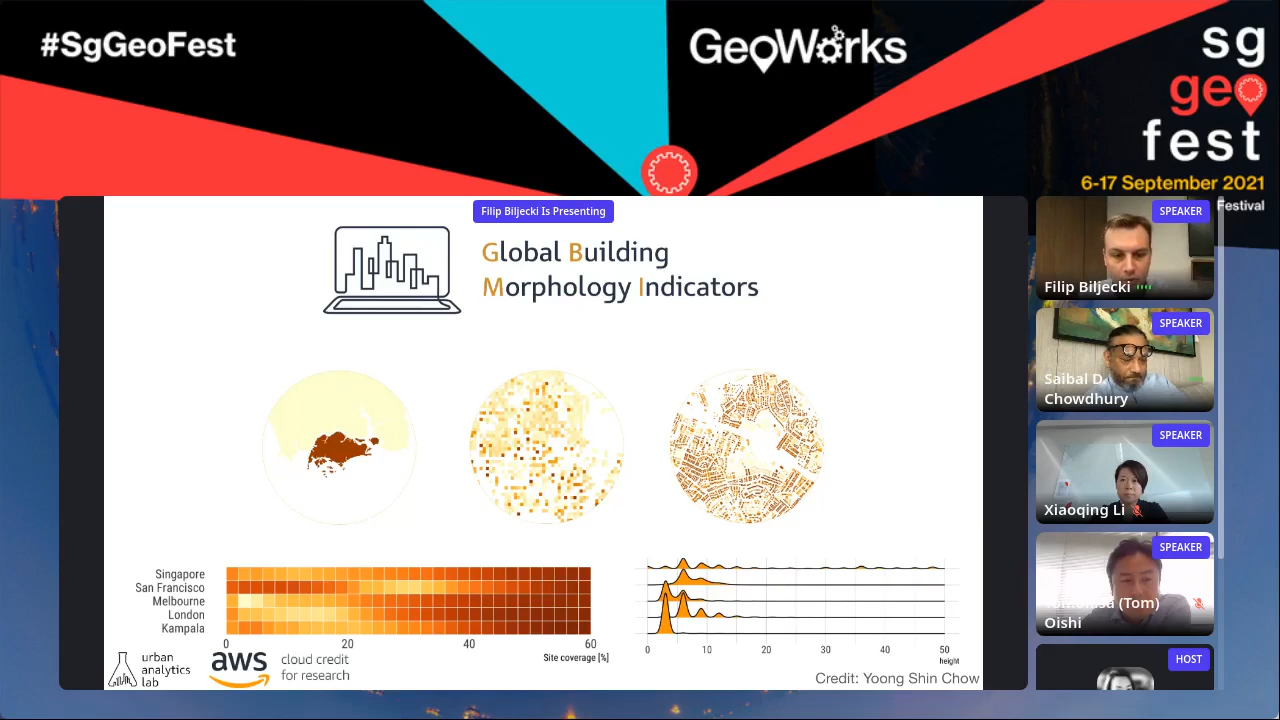 #SgGeoFest
GeoWorks
sg
geo
fest
6-17 September 2021
Festival
Filip Biljecki Is Presenting
Global Building
Morphology Indicators
Singapore
San Francisco
Melbourne
London
Kampala
0 20 40 60
Site coverage [%]
0 10 20 30 40 50
height
urban
analytics
lab
aws
cloud credit
for research
Credit: Yoong Shin Chow
SPEAKER
Filip Biljecki
SPEAKER
Saibal D.
Chowdhury
SPEAKER
Xiaoqing Li
SPEAKER
(Tom)
Oishi
HOST